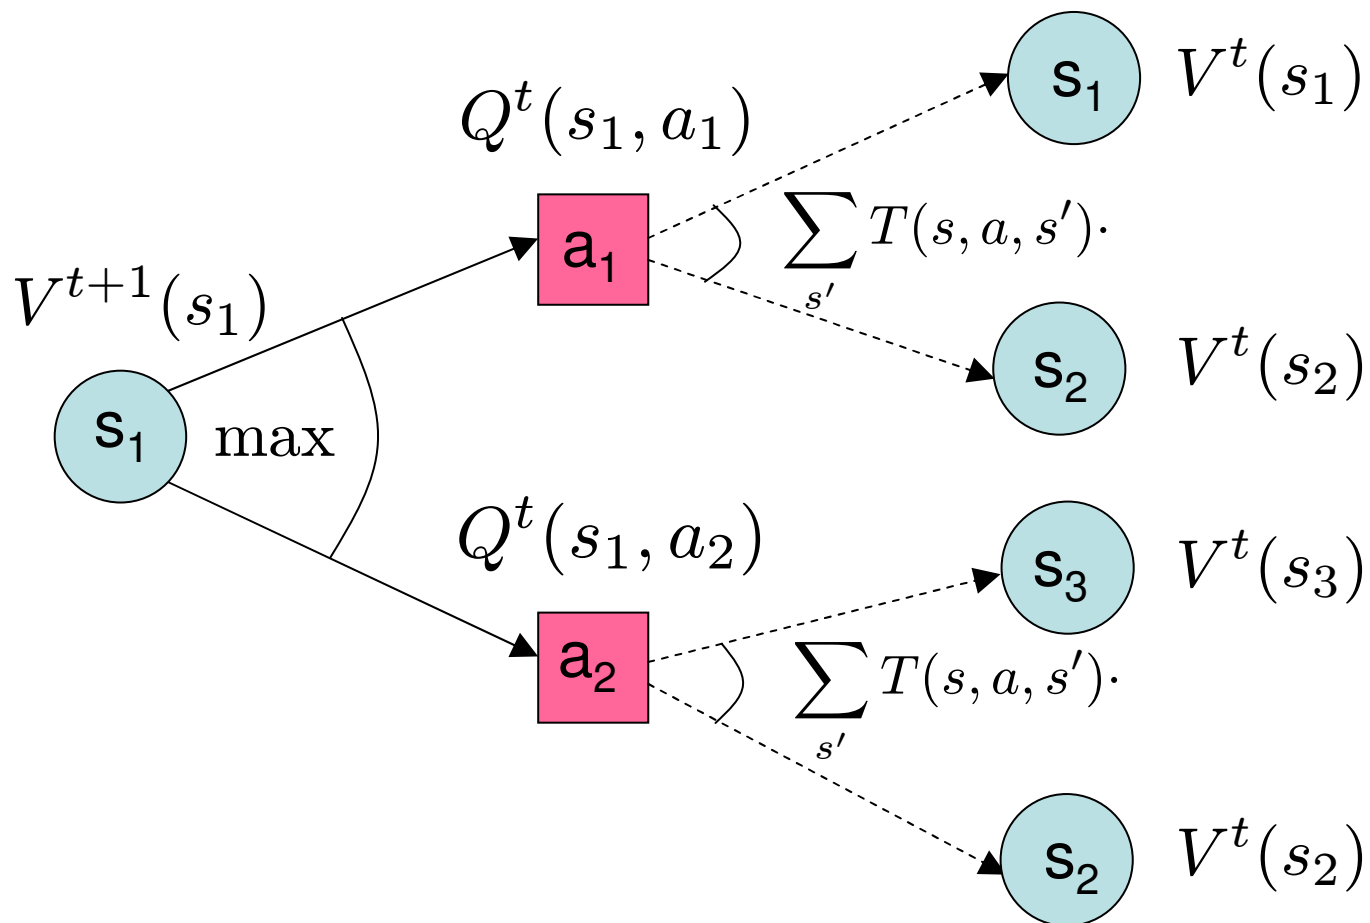 V^{t+1}(s_1)
s_1
max
Q^t(s_1, a_1)
a_1
Q^t(s_1, a_2)
a_2
∑_{s′} T(s, a, s′)·
s_1 V^t(s_1)
s_2 V^t(s_2)
∑_{s′} T(s, a, s′)·
s_3 V^t(s_3)
s_2 V^t(s_2)